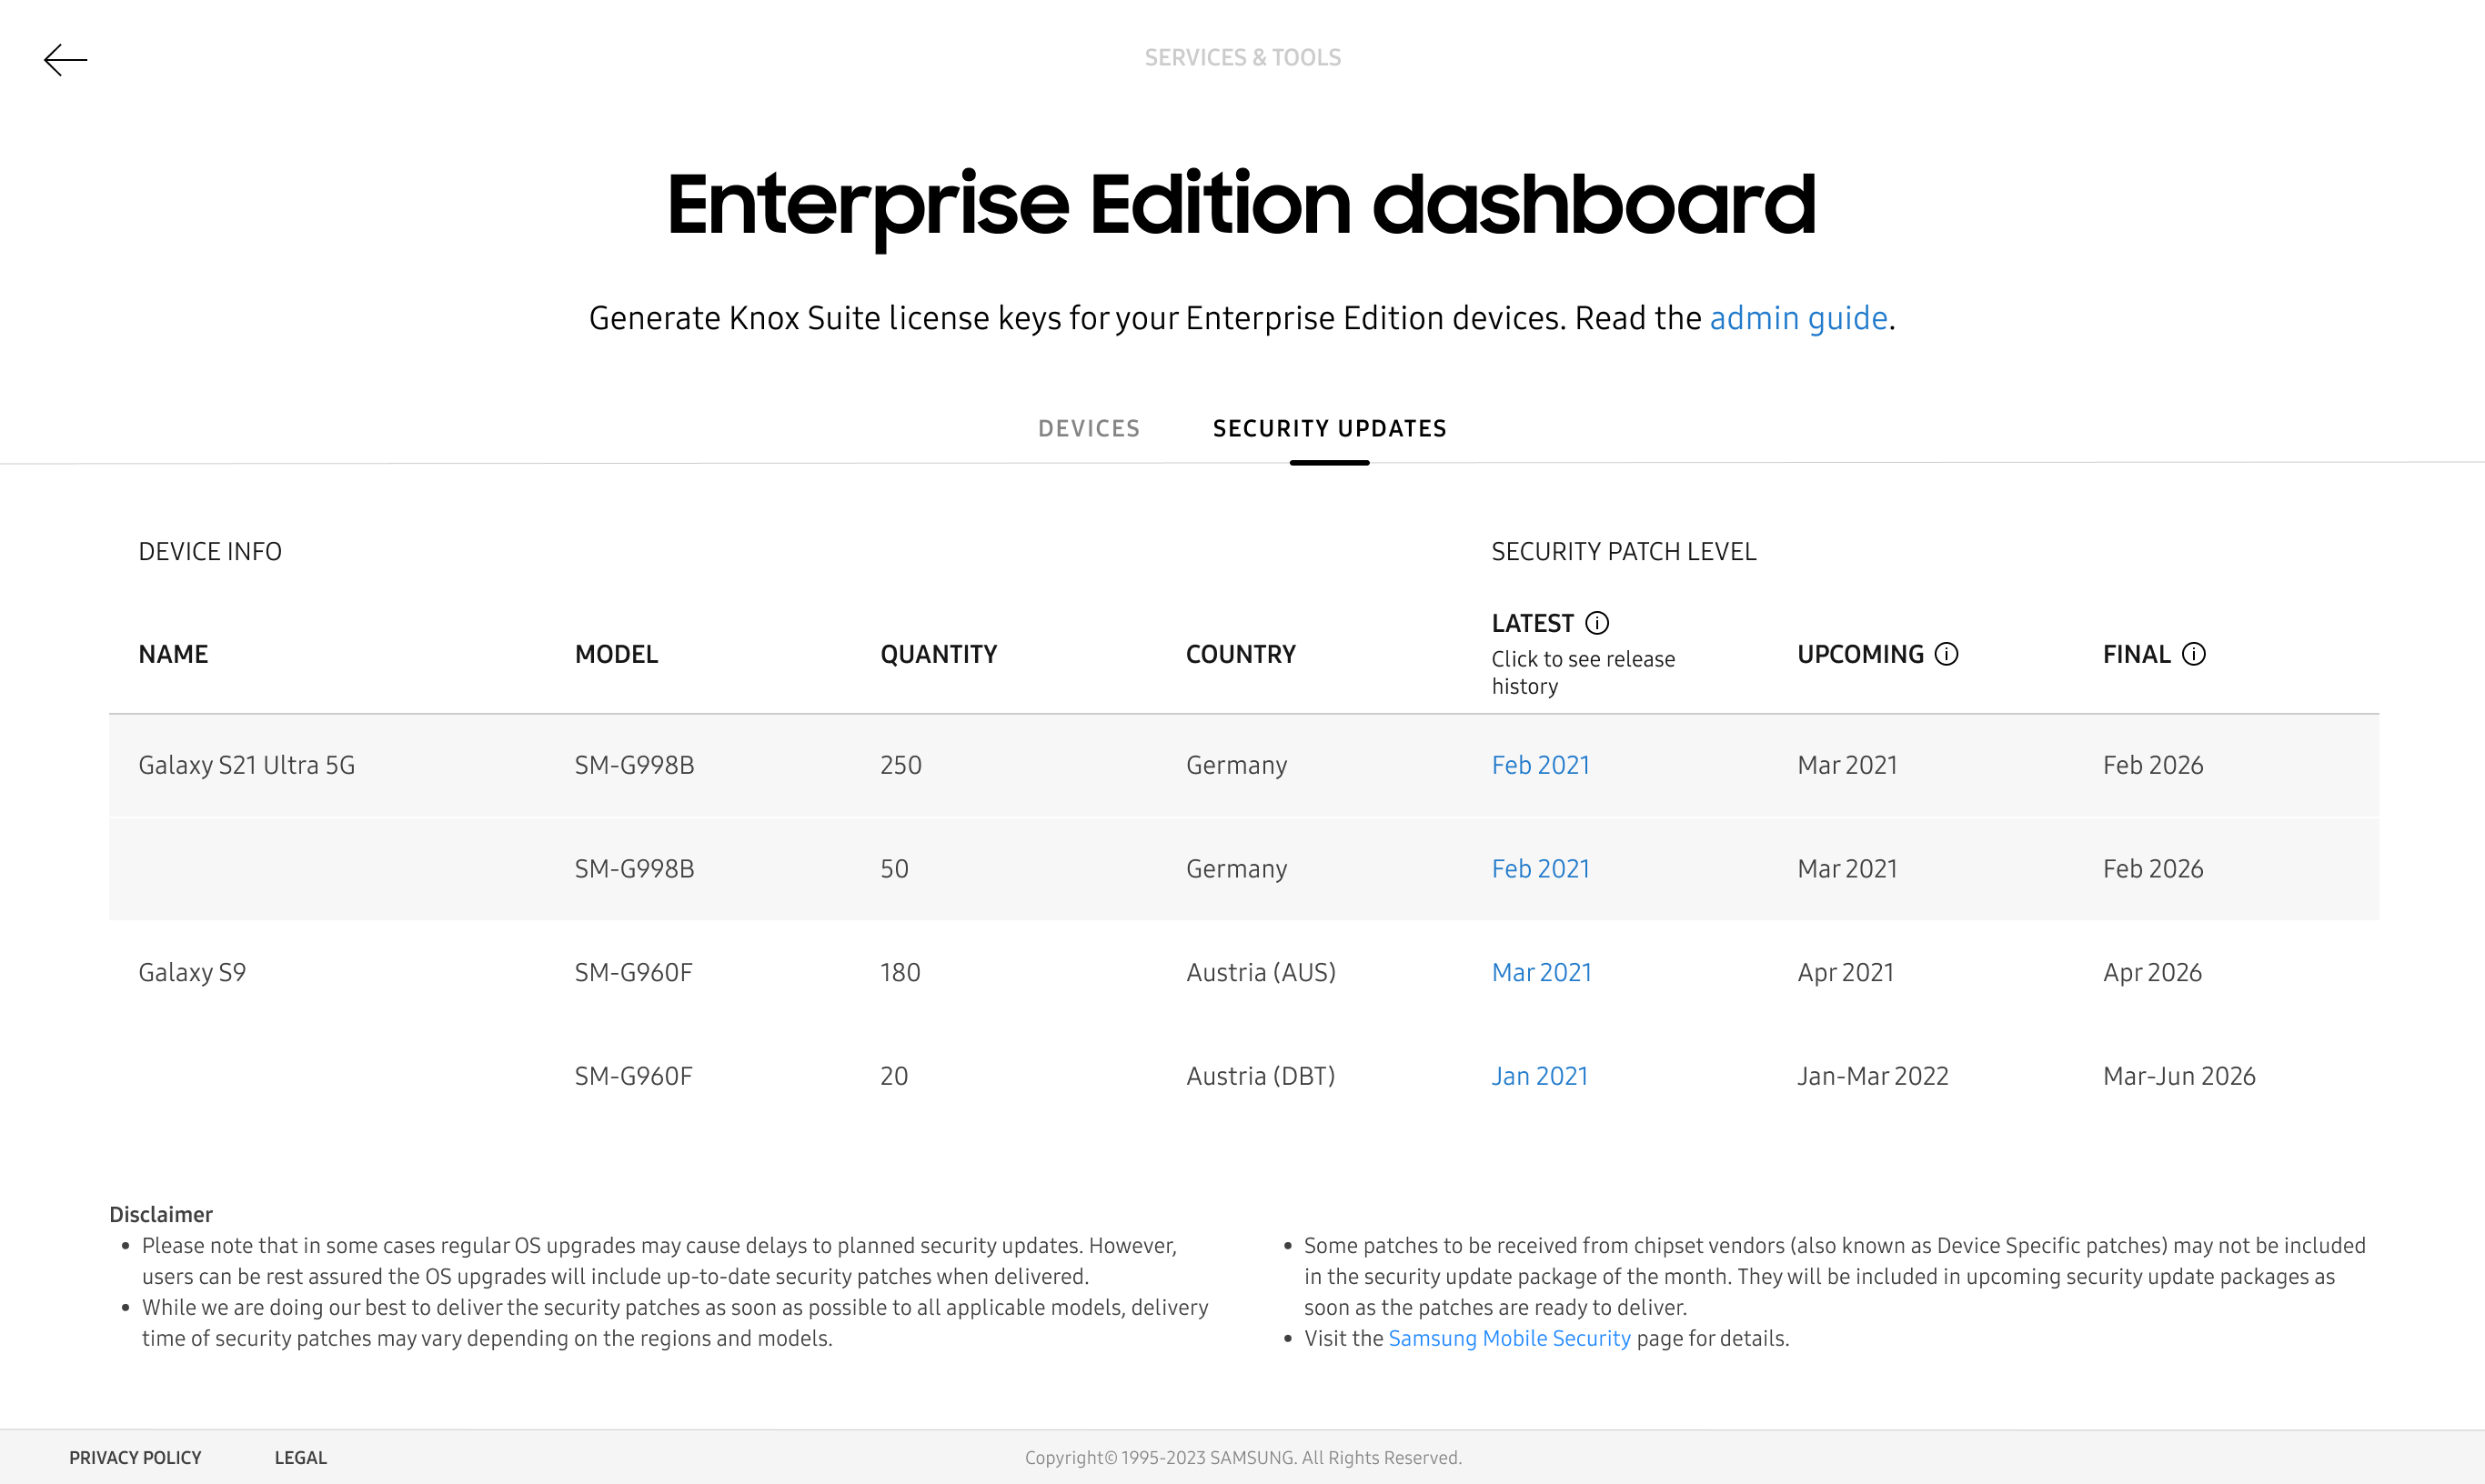 SERVICES & TOOLS
Enterprise Edition dashboard
Generate Knox Suite license keys for your Enterprise Edition devices. Read the admin guide.
DEVICES SECURITY UPDATES
DEVICE INFO SECURITY PATCH LEVEL
NAME MODEL QUANTITY COUNTRY LATEST UPCOMING FINAL
Click to see release
history
Galaxy S21 Ultra 5G SM-G998B 250 Germany Feb 2021 Mar 2021 Feb 2026
SM-G998B 50 Germany Feb 2021 Mar 2021 Feb 2026
Galaxy S9 SM-G960F 180 Austria (AUS) Mar 2021 Apr 2021 Apr 2026
SM-G960F 20 Austria (DBT) Jan 2021 Jan-Mar 2022 Mar-Jun 2026
Disclaimer
• Please note that in some cases regular OS upgrades may cause delays to planned security updates. However,
users can be rest assured the OS upgrades will include up-to-date security patches when delivered.
• While we are doing our best to deliver the security patches as soon as possible to all applicable models, delivery
time of security patches may vary depending on the regions and models.
• Some patches to be received from chipset vendors (also known as Device Specific patches) may not be included
in the security update package of the month. They will be included in upcoming security update packages as
soon as the patches are ready to deliver.
• Visit the Samsung Mobile Security page for details.
PRIVACY POLICY LEGAL Copyright© 1995-2023 SAMSUNG. All Rights Reserved.